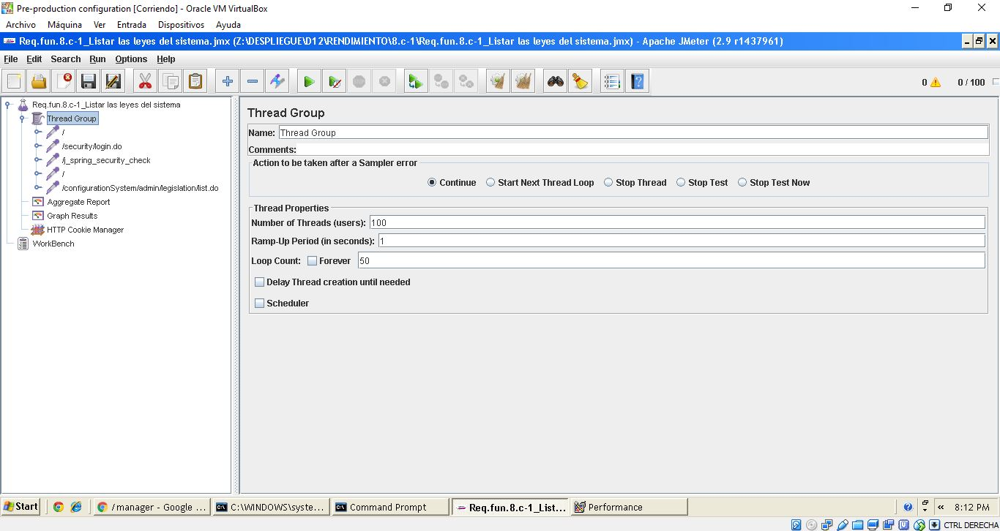 Pre-production configuration [Corriendo] - Oracle VM VirtualBox
Archivo Máquina Ver Entrada Dispositivos Ayuda
Req.fun.8.c-1_Listar las leyes del sistema.jmx (Z:\DESPLIEGUE\D12\RENDIMIENTO\8.c-1\Req.fun.8.c-1_Listar las leyes del sistema.jmx) - Apache JMeter (2.9 r1437961)
File Edit Search Run Options Help
0 0 / 100
Req.fun.8.c-1_Listar las leyes del sistema
Thread Group
/
/security/login.do
/j_spring_security_check
/
/configurationSystem/admin/legislation/list.do
Aggregate Report
Graph Results
HTTP Cookie Manager
WorkBench
Thread Group
Name: Thread Group
Comments:
Action to be taken after a Sampler error
Continue Start Next Thread Loop Stop Thread Stop Test Stop Test Now
Thread Properties
Number of Threads (users): 100
Ramp-Up Period (in seconds): 1
Loop Count: Forever 50
Delay Thread creation until needed
Scheduler
Start /manager - Google ... C:\WINDOWS\syste... Command Prompt Req.fun.8.c-1_List... Performance « 8:12 PM
CTRL DERECHA